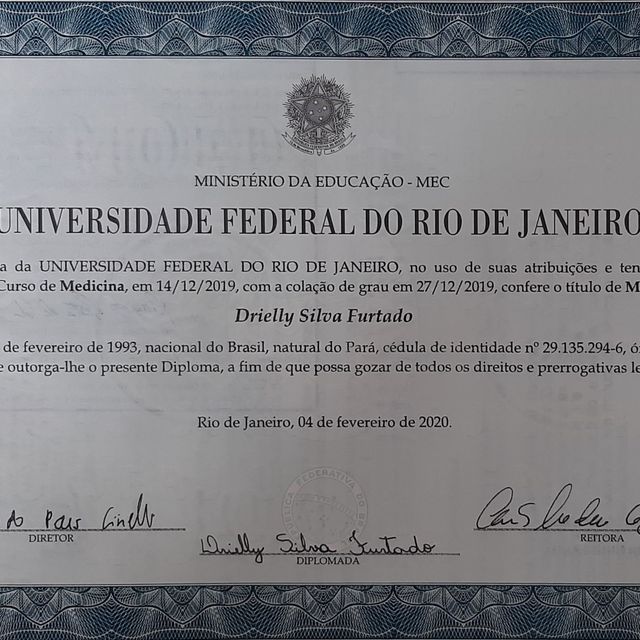 MINISTÉRIO DA EDUCAÇÃO - MEC
UNIVERSIDADE FEDERAL DO RIO DE JANEIRO
a da UNIVERSIDADE FEDERAL DO RIO DE JANEIRO, no uso de suas atribuições e ten
Curso de Medicina, em 14/12/2019, com a colação de grau em 27/12/2019, confere o título de M
Drielly Silva Furtado
de fevereiro de 1993, nacional do Brasil, natural do Pará, cédula de identidade nº 29.135.294-6, ó
e outorga-lhe o presente Diploma, a fim de que possa gozar de todos os direitos e prerrogativas le
Rio de Janeiro, 04 de fevereiro de 2020.
DIRETOR
Drielly Silva Furtado
DIPLOMADA
REITORA